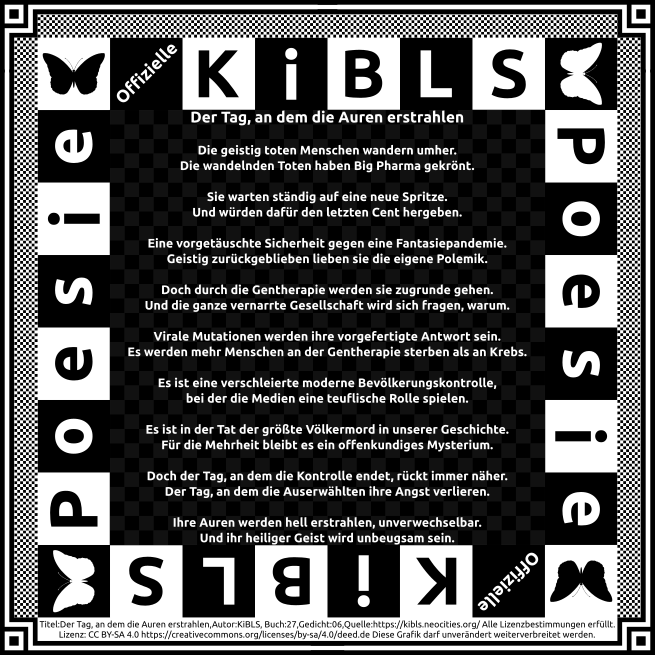 Offizielle KiBLS
Poesie
Poesie
Der Tag, an dem die Auren erstrahlen
Die geistig toten Menschen wandern umher.
Die wandelnden Toten haben Big Pharma gekrönt.
Sie warten ständig auf eine neue Spritze.
Und würden dafür den letzten Cent hergeben.
Eine vorgetäuschte Sicherheit gegen eine Fantasiepandemie.
Geistig zurückgeblieben lieben sie die eigene Polemik.
Doch durch die Gentherapie werden sie zugrunde gehen.
Und die ganze vernarrte Gesellschaft wird sich fragen, warum.
Virale Mutationen werden ihre vorgefertigte Antwort sein.
Es werden mehr Menschen an der Gentherapie sterben als an Krebs.
Es ist eine verschleierte moderne Bevölkerungskontrolle,
bei der die Medien eine teuflische Rolle spielen.
Es ist in der Tat der größte Völkermord in unserer Geschichte.
Für die Mehrheit bleibt es ein offenkundiges Mysterium.
Doch der Tag, an dem die Kontrolle endet, rückt immer näher.
Der Tag, an dem die Auserwählten ihre Angst verlieren.
Ihre Auren werden hell erstrahlen, unverwechselbar.
Und ihr heiliger Geist wird unbeugsam sein.
Offizielle KiBLS
Titel:Der Tag, an dem die Auren erstrahlen,Autor:KiBLS, Buch:27,Gedicht:06,Quelle:https://kibls.neocities.org/ Alle Lizenzbestimmungen erfüllt.
Lizenz: CC BY-SA 4.0 https://creativecommons.org/licenses/by-sa/4.0/deed.de Diese Grafik darf unverändert weiterverbreitet werden.